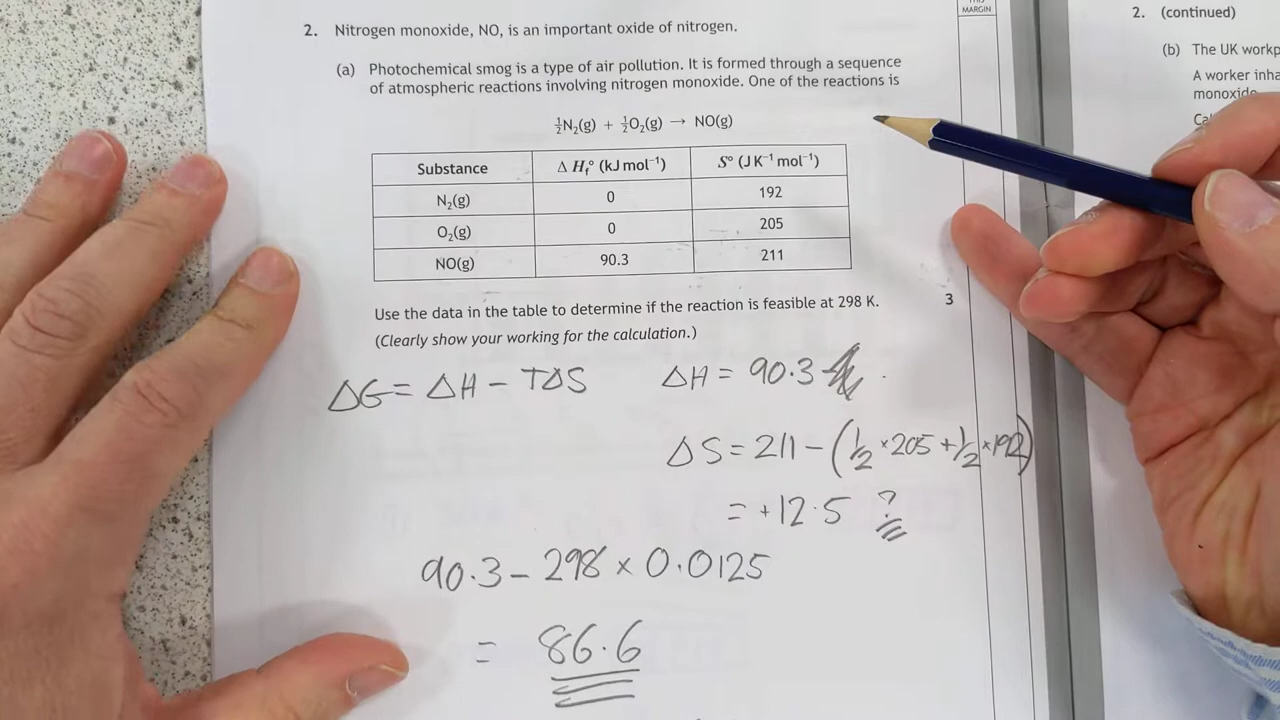 THIS
MARGIN
2. Nitrogen monoxide, NO, is an important oxide of nitrogen.
(a) Photochemical smog is a type of air pollution. It is formed through a sequence
of atmospheric reactions involving nitrogen monoxide. One of the reactions is
½N₂(g) + ½O₂(g) → NO(g)
Substance Δ Hf° (kJ mol⁻¹) S° (J K⁻¹ mol⁻¹)
N₂(g) 0 192
O₂(g) 0 205
NO(g) 90.3 211
Use the data in the table to determine if the reaction is feasible at 298 K. 3
(Clearly show your working for the calculation.)
ΔG = ΔH − TΔS ΔH = 90.3
ΔS = 211 − (1/2 × 205 + 1/2 × 192)
= +12.5 ?
90.3 − 298 × 0.0125
= 86.6
2. (continued)
(b) The UK workp
A worker inha
monoxide
Cal